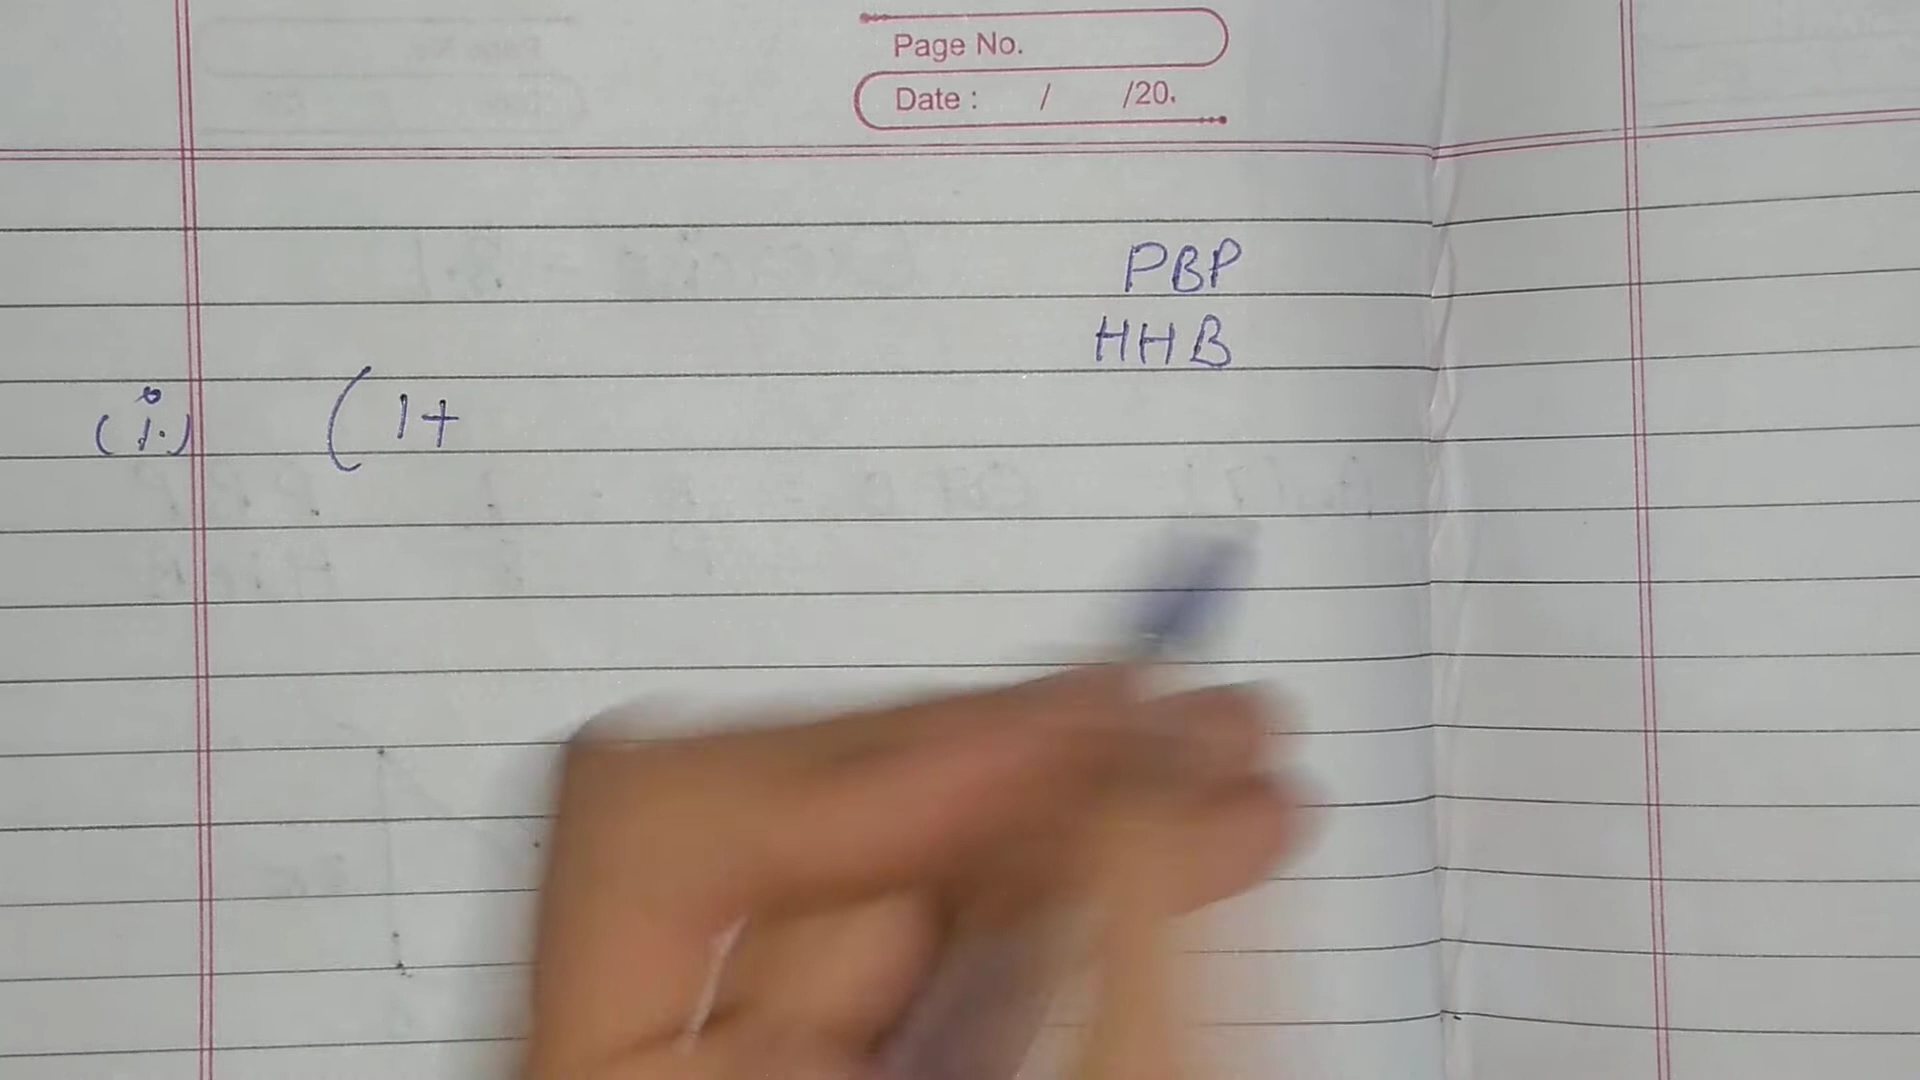 Page No.
Date : / /20.
PBP
HHB
(i.) ( 1+